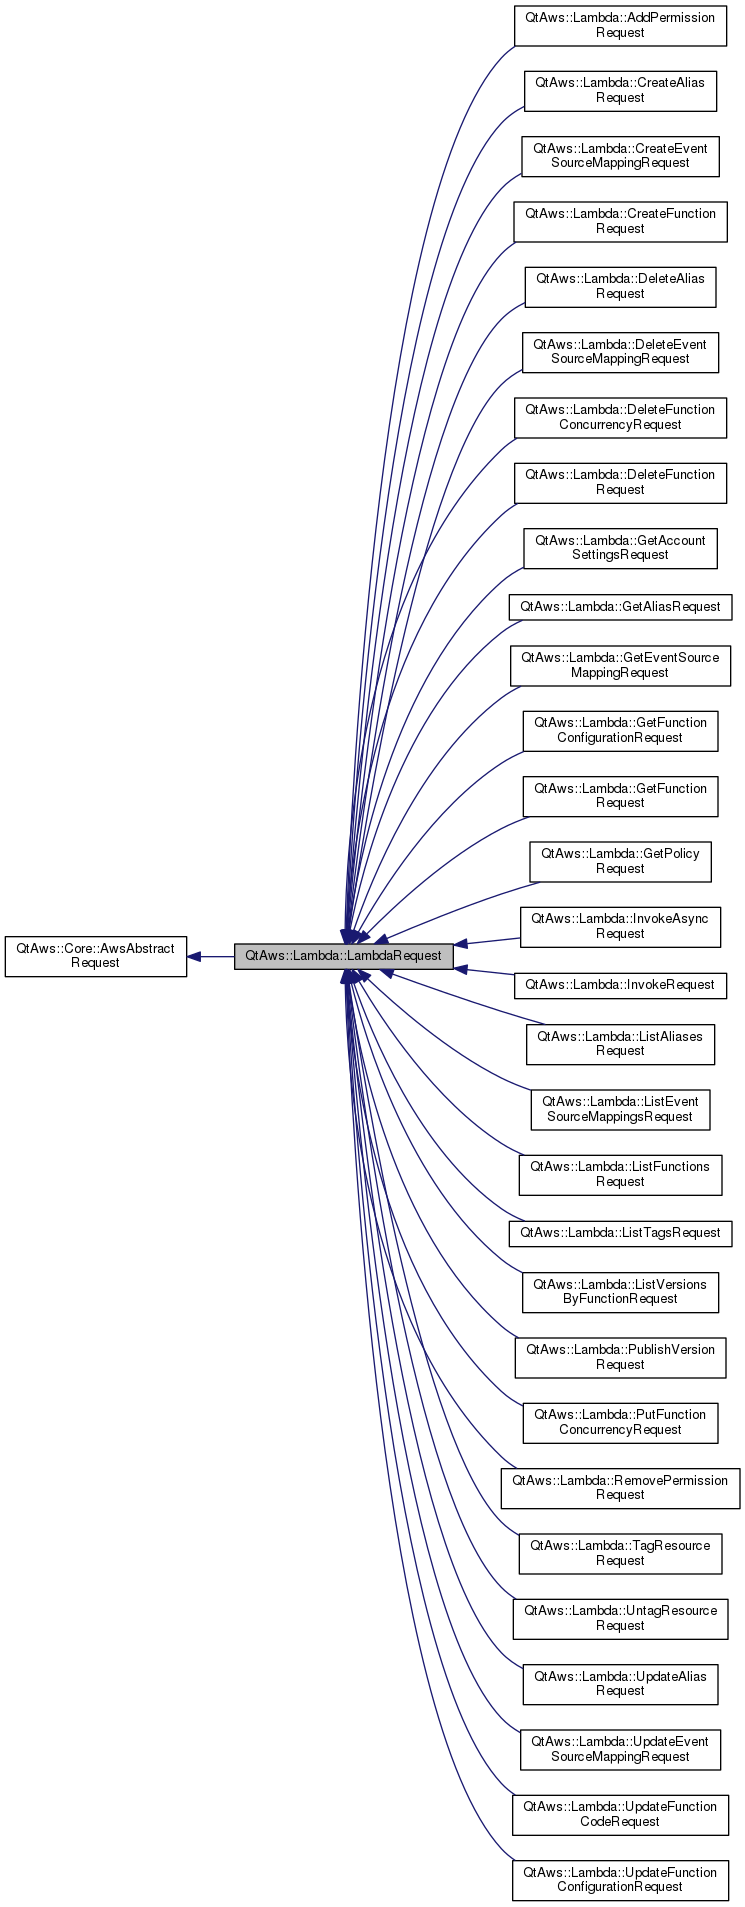 QtAws::Lambda::AddPermission
Request
QtAws::Lambda::CreateAlias
Request
QtAws::Lambda::CreateEvent
SourceMappingRequest
QtAws::Lambda::CreateFunction
Request
QtAws::Lambda::DeleteAlias
Request
QtAws::Lambda::DeleteEvent
SourceMappingRequest
QtAws::Lambda::DeleteFunction
ConcurrencyRequest
QtAws::Lambda::DeleteFunction
Request
QtAws::Lambda::GetAccount
SettingsRequest
QtAws::Lambda::GetAliasRequest
QtAws::Lambda::GetEventSource
MappingRequest
QtAws::Lambda::GetFunction
ConfigurationRequest
QtAws::Lambda::GetFunction
Request
QtAws::Lambda::GetPolicy
Request
QtAws::Lambda::InvokeAsync
Request
QtAws::Core::AwsAbstract
Request
QtAws::Lambda::LambdaRequest
QtAws::Lambda::InvokeRequest
QtAws::Lambda::ListAliases
Request
QtAws::Lambda::ListEvent
SourceMappingsRequest
QtAws::Lambda::ListFunctions
Request
QtAws::Lambda::ListTagsRequest
QtAws::Lambda::ListVersions
ByFunctionRequest
QtAws::Lambda::PublishVersion
Request
QtAws::Lambda::PutFunction
ConcurrencyRequest
QtAws::Lambda::RemovePermission
Request
QtAws::Lambda::TagResource
Request
QtAws::Lambda::UntagResource
Request
QtAws::Lambda::UpdateAlias
Request
QtAws::Lambda::UpdateEvent
SourceMappingRequest
QtAws::Lambda::UpdateFunction
CodeRequest
QtAws::Lambda::UpdateFunction
ConfigurationRequest